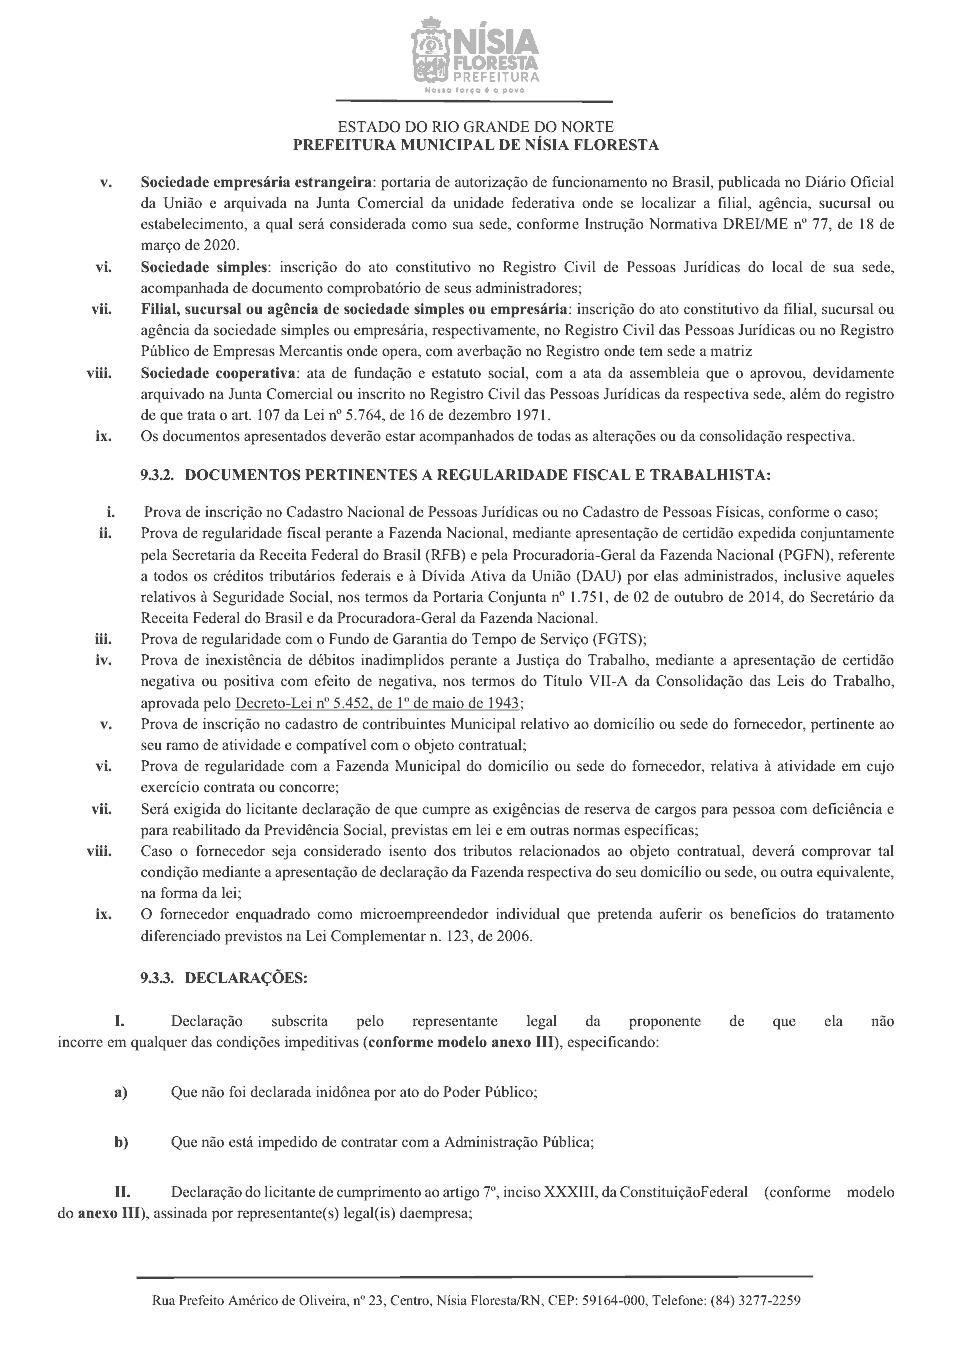 NÍSIA
FLORESTA
PREFEITURA
Nossa força é o povo
ESTADO DO RIO GRANDE DO NORTE
PREFEITURA MUNICIPAL DE NÍSIA FLORESTA
v. Sociedade empresária estrangeira: portaria de autorização de funcionamento no Brasil, publicada no Diário Oficial
da União e arquivada na Junta Comercial da unidade federativa onde se localizar a filial, agência, sucursal ou
estabelecimento, a qual será considerada como sua sede, conforme Instrução Normativa DREI/ME nº 77, de 18 de
março de 2020.
vi. Sociedade simples: inscrição do ato constitutivo no Registro Civil de Pessoas Jurídicas do local de sua sede,
acompanhada de documento comprobatório de seus administradores;
vii. Filial, sucursal ou agência de sociedade simples ou empresária: inscrição do ato constitutivo da filial, sucursal ou
agência da sociedade simples ou empresária, respectivamente, no Registro Civil das Pessoas Jurídicas ou no Registro
Público de Empresas Mercantis onde opera, com averbação no Registro onde tem sede a matriz
viii. Sociedade cooperativa: ata de fundação e estatuto social, com a ata da assembleia que o aprovou, devidamente
arquivado na Junta Comercial ou inscrito no Registro Civil das Pessoas Jurídicas da respectiva sede, além do registro
de que trata o art. 107 da Lei nº 5.764, de 16 de dezembro 1971.
ix. Os documentos apresentados deverão estar acompanhados de todas as alterações ou da consolidação respectiva.
9.3.2. DOCUMENTOS PERTINENTES A REGULARIDADE FISCAL E TRABALHISTA:
i. Prova de inscrição no Cadastro Nacional de Pessoas Jurídicas ou no Cadastro de Pessoas Físicas, conforme o caso;
ii. Prova de regularidade fiscal perante a Fazenda Nacional, mediante apresentação de certidão expedida conjuntamente
pela Secretaria da Receita Federal do Brasil (RFB) e pela Procuradoria-Geral da Fazenda Nacional (PGFN), referente
a todos os créditos tributários federais e à Dívida Ativa da União (DAU) por elas administrados, inclusive aqueles
relativos à Seguridade Social, nos termos da Portaria Conjunta nº 1.751, de 02 de outubro de 2014, do Secretário da
Receita Federal do Brasil e da Procuradora-Geral da Fazenda Nacional.
iii. Prova de regularidade com o Fundo de Garantia do Tempo de Serviço (FGTS);
iv. Prova de inexistência de débitos inadimplidos perante a Justiça do Trabalho, mediante a apresentação de certidão
negativa ou positiva com efeito de negativa, nos termos do Título VII-A da Consolidação das Leis do Trabalho,
aprovada pelo Decreto-Lei nº 5.452, de 1º de maio de 1943;
v. Prova de inscrição no cadastro de contribuintes Municipal relativo ao domicílio ou sede do fornecedor, pertinente ao
seu ramo de atividade e compatível com o objeto contratual;
vi. Prova de regularidade com a Fazenda Municipal do domicílio ou sede do fornecedor, relativa à atividade em cujo
exercício contrata ou concorre;
vii. Será exigida do licitante declaração de que cumpre as exigências de reserva de cargos para pessoa com deficiência e
para reabilitado da Previdência Social, previstas em lei e em outras normas específicas;
viii. Caso o fornecedor seja considerado isento dos tributos relacionados ao objeto contratual, deverá comprovar tal
condição mediante a apresentação de declaração da Fazenda respectiva do seu domicílio ou sede, ou outra equivalente,
na forma da lei;
ix. O fornecedor enquadrado como microempreendedor individual que pretenda auferir os benefícios do tratamento
diferenciado previstos na Lei Complementar n. 123, de 2006.
9.3.3. DECLARAÇÕES:
I. Declaração subscrita pelo representante legal da proponente de que ela não
incorre em qualquer das condições impeditivas (conforme modelo anexo III), especificando:
a) Que não foi declarada inidônea por ato do Poder Público;
b) Que não está impedido de contratar com a Administração Pública;
II. Declaração do licitante de cumprimento ao artigo 7º, inciso XXXIII, da ConstituiçãoFederal (conforme modelo
do anexo III), assinada por representante(s) legal(is) daempresa;
Rua Prefeito Américo de Oliveira, nº 23, Centro, Nísia Floresta/RN, CEP: 59164-000, Telefone: (84) 3277-2259